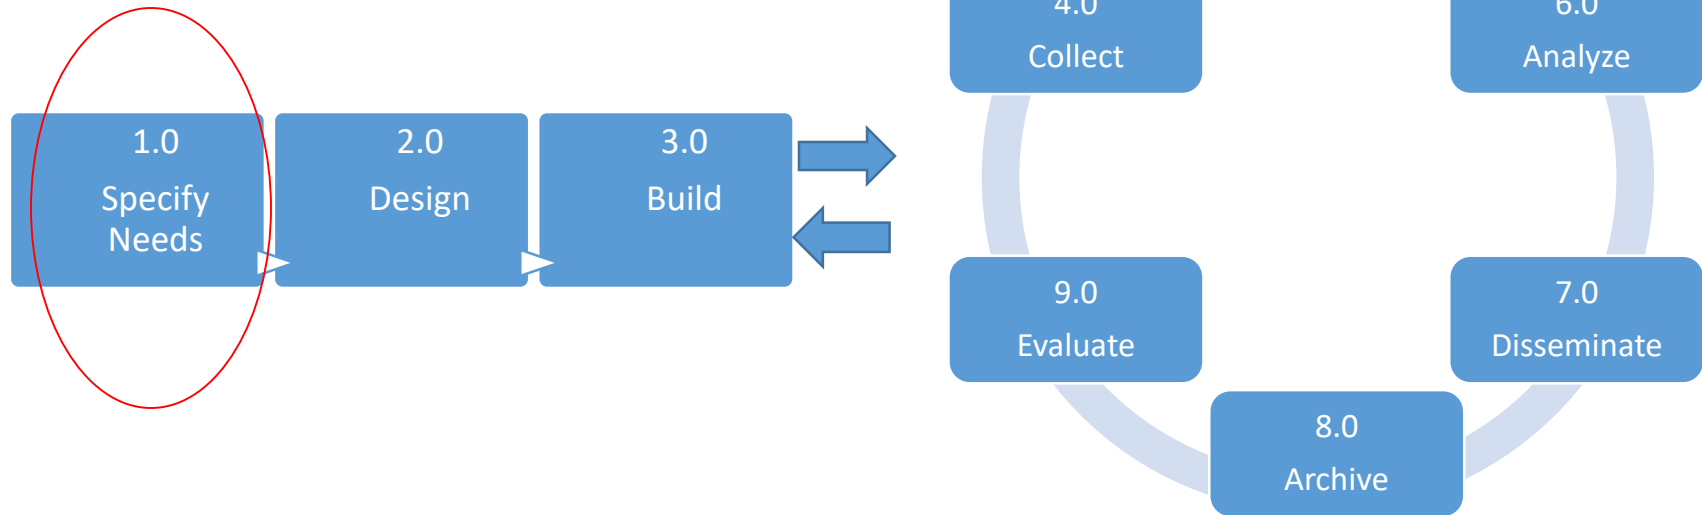 1.0
Specify
Needs
2.0
Design
3.0
Build
4.0
Collect
6.0
Analyze
7.0
Disseminate
8.0
Archive
9.0
Evaluate